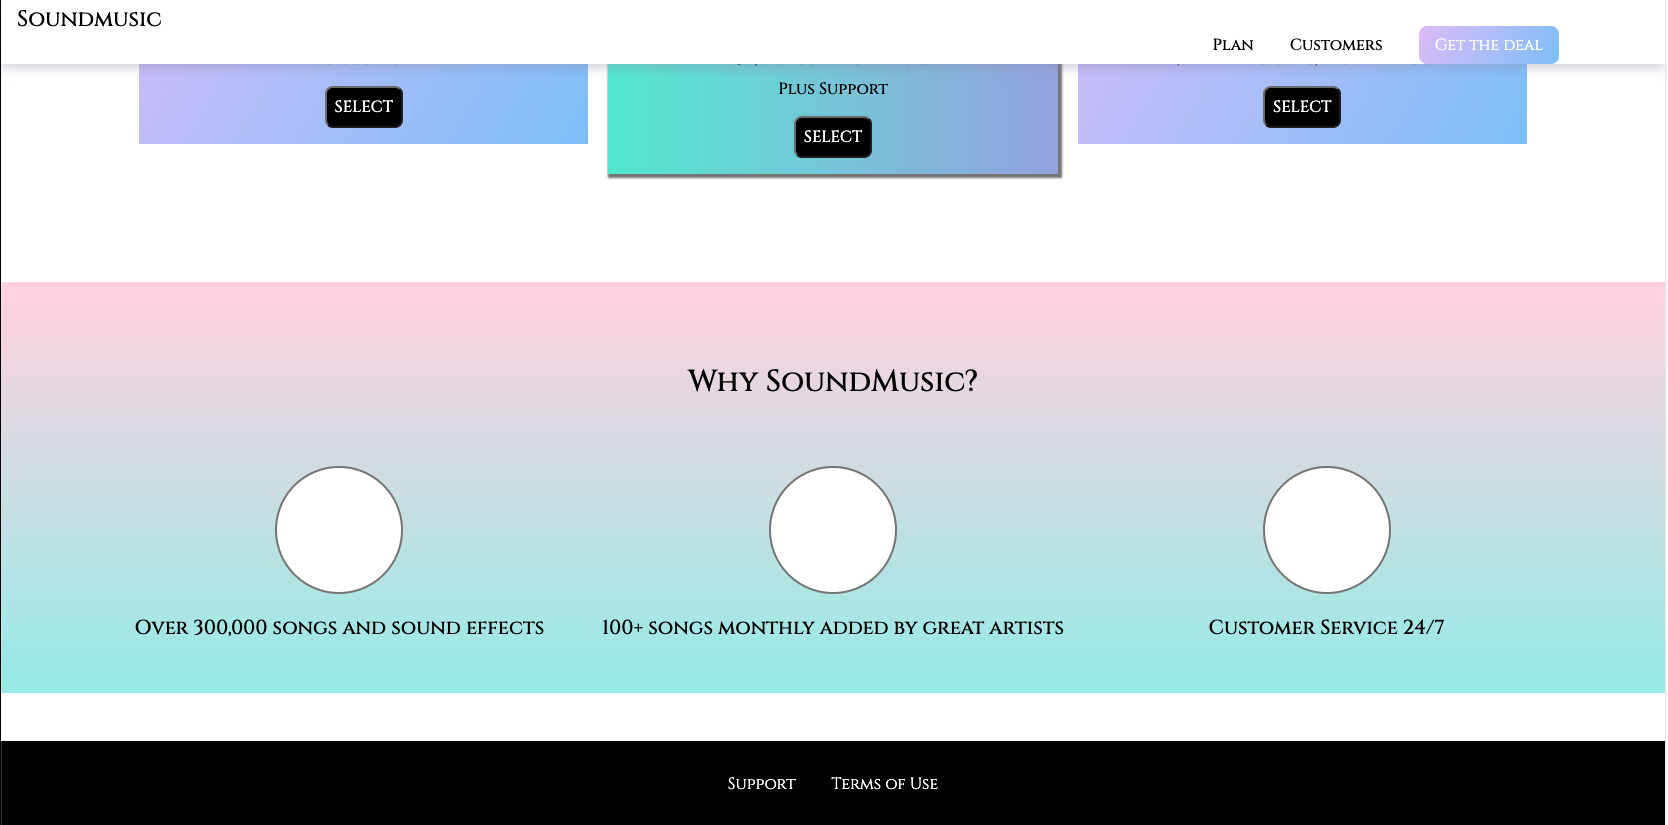 Soundmusic
Plan Customers Get the deal
Plus Support
SELECT SELECT SELECT
Why SoundMusic?
Over 300,000 songs and sound effects
100+ songs monthly added by great artists
Customer Service 24/7
Support Terms of Use